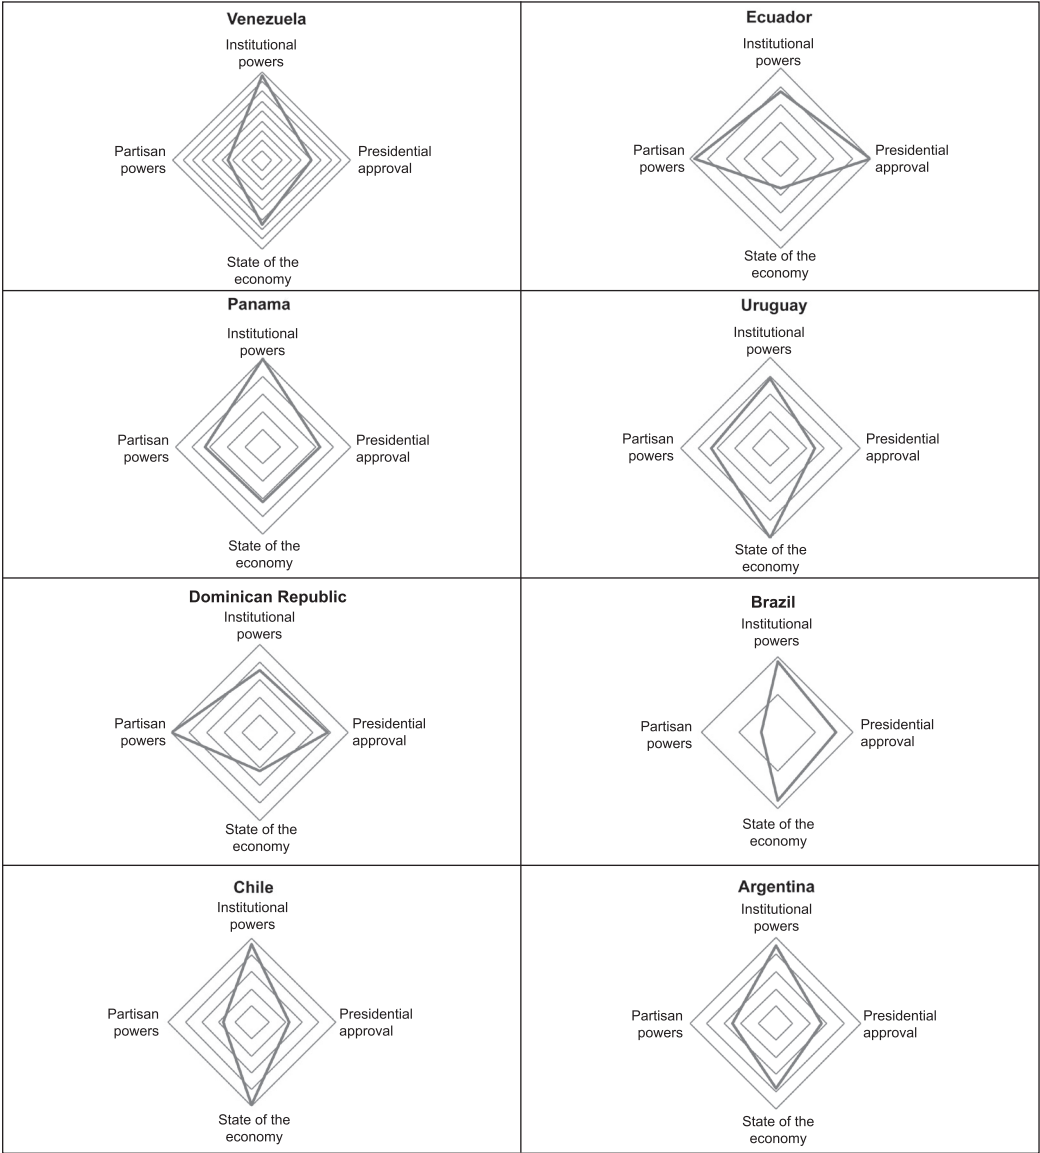 Venezuela
Institutional
powers
Partisan
powers
Presidential
approval
State of the
economy
Ecuador
Institutional
powers
Partisan
powers
Presidential
approval
State of the
economy
Panama
Institutional
powers
Partisan
powers
Presidential
approval
State of the
economy
Uruguay
Institutional
powers
Partisan
powers
Presidential
approval
State of the
economy
Dominican Republic
Institutional
powers
Partisan
powers
Presidential
approval
State of the
economy
Brazil
Institutional
powers
Partisan
powers
Presidential
approval
State of the
economy
Chile
Institutional
powers
Partisan
powers
Presidential
approval
State of the
economy
Argentina
Institutional
powers
Partisan
powers
Presidential
approval
State of the
economy